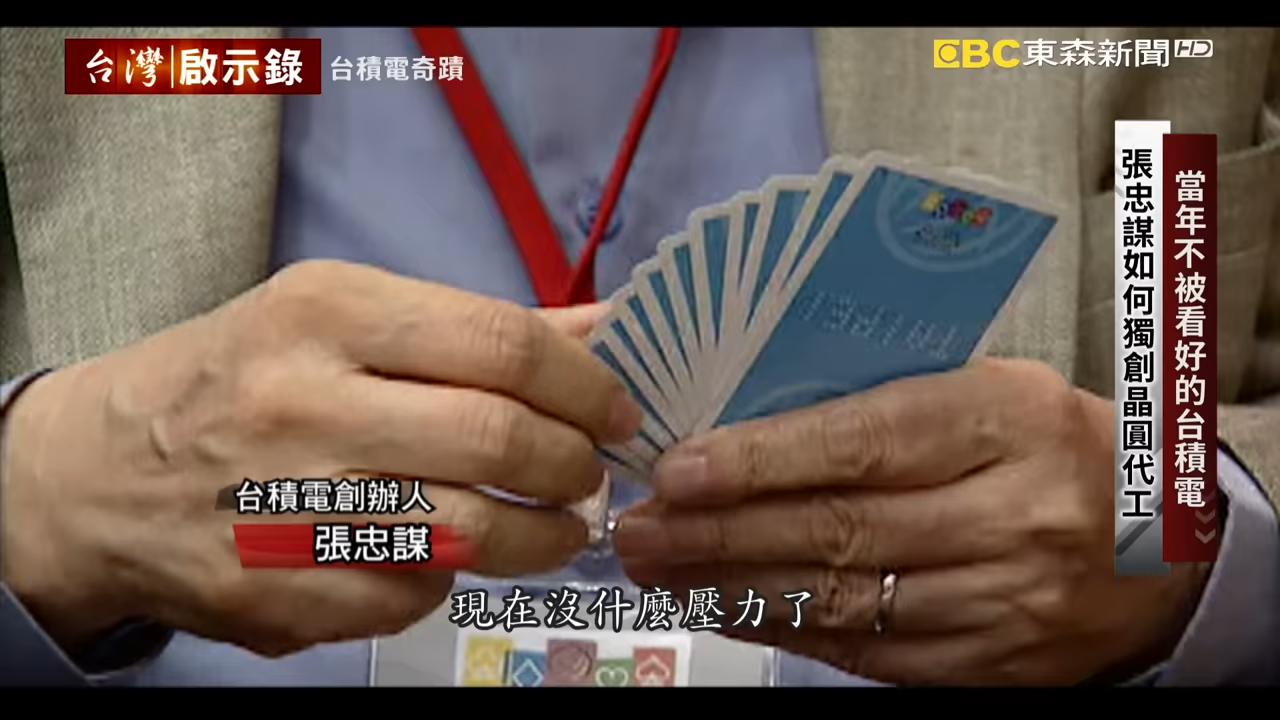 台灣啟示錄
台積電奇蹟
EBC東森新聞HD
當年不被看好的台積電
張忠謀如何獨創晶圓代工
台積電創辦人
張忠謀
現在沒什麼壓力了